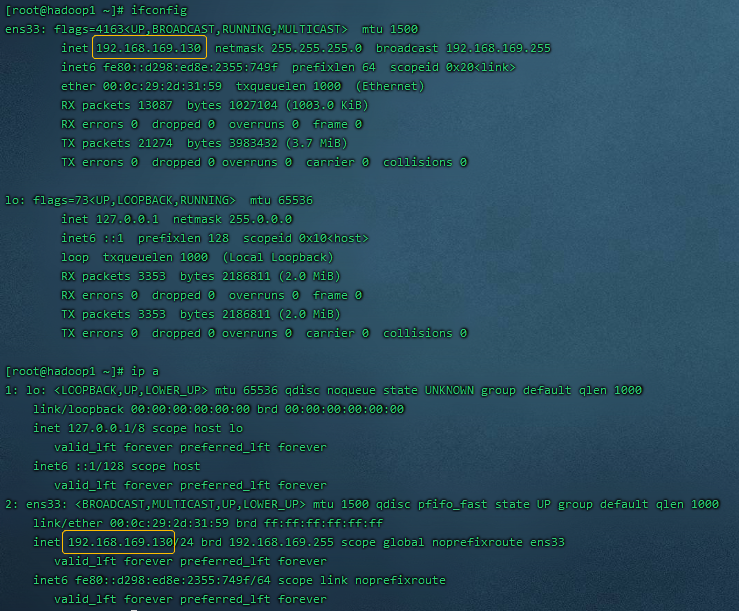 [root@hadoop1 ~]# ifconfig
ens33: flags=4163<UP,BROADCAST,RUNNING,MULTICAST>  mtu 1500
        inet 192.168.169.130  netmask 255.255.255.0  broadcast 192.168.169.255
        inet6 fe80::d298:ed8e:2355:749f  prefixlen 64  scopeid 0x20<link>
        ether 00:0c:29:2d:31:59  txqueuelen 1000  (Ethernet)
        RX packets 13087  bytes 1027104 (1003.0 KiB)
        RX errors 0  dropped 0  overruns 0  frame 0
        TX packets 21274  bytes 3983432 (3.7 MiB)
        TX errors 0  dropped 0 overruns 0  carrier 0  collisions 0

lo: flags=73<UP,LOOPBACK,RUNNING>  mtu 65536
        inet 127.0.0.1  netmask 255.0.0.0
        inet6 ::1  prefixlen 128  scopeid 0x10<host>
        loop  txqueuelen 1000  (Local Loopback)
        RX packets 3353  bytes 2186811 (2.0 MiB)
        RX errors 0  dropped 0  overruns 0  frame 0
        TX packets 3353  bytes 2186811 (2.0 MiB)
        TX errors 0  dropped 0 overruns 0  carrier 0  collisions 0

[root@hadoop1 ~]# ip a
1: lo: <LOOPBACK,UP,LOWER_UP> mtu 65536 qdisc noqueue state UNKNOWN group default qlen 1000
    link/loopback 00:00:00:00:00:00 brd 00:00:00:00:00:00
    inet 127.0.0.1/8 scope host lo
       valid_lft forever preferred_lft forever
    inet6 ::1/128 scope host
       valid_lft forever preferred_lft forever
2: ens33: <BROADCAST,MULTICAST,UP,LOWER_UP> mtu 1500 qdisc pfifo_fast state UP group default qlen 1000
    link/ether 00:0c:29:2d:31:59 brd ff:ff:ff:ff:ff:ff
    inet 192.168.169.130/24 brd 192.168.169.255 scope global noprefixroute ens33
       valid_lft forever preferred_lft forever
    inet6 fe80::d298:ed8e:2355:749f/64 scope link noprefixroute
       valid_lft forever preferred_lft forever